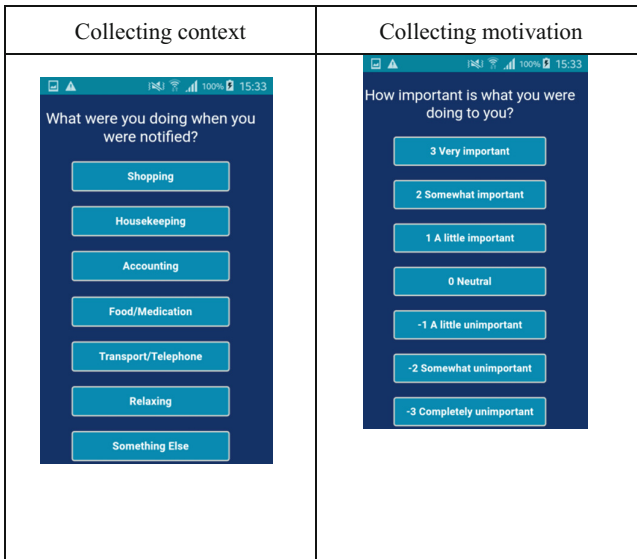 Collecting context
Collecting motivation
100% 15:33
What were you doing when you
were notified?
Shopping
Housekeeping
Accounting
Food/Medication
Transport/Telephone
Relaxing
Something Else
100% 15:33
How important is what you were
doing to you?
3 Very important
2 Somewhat important
1 A little important
0 Neutral
-1 A little unimportant
-2 Somewhat unimportant
-3 Completely unimportant